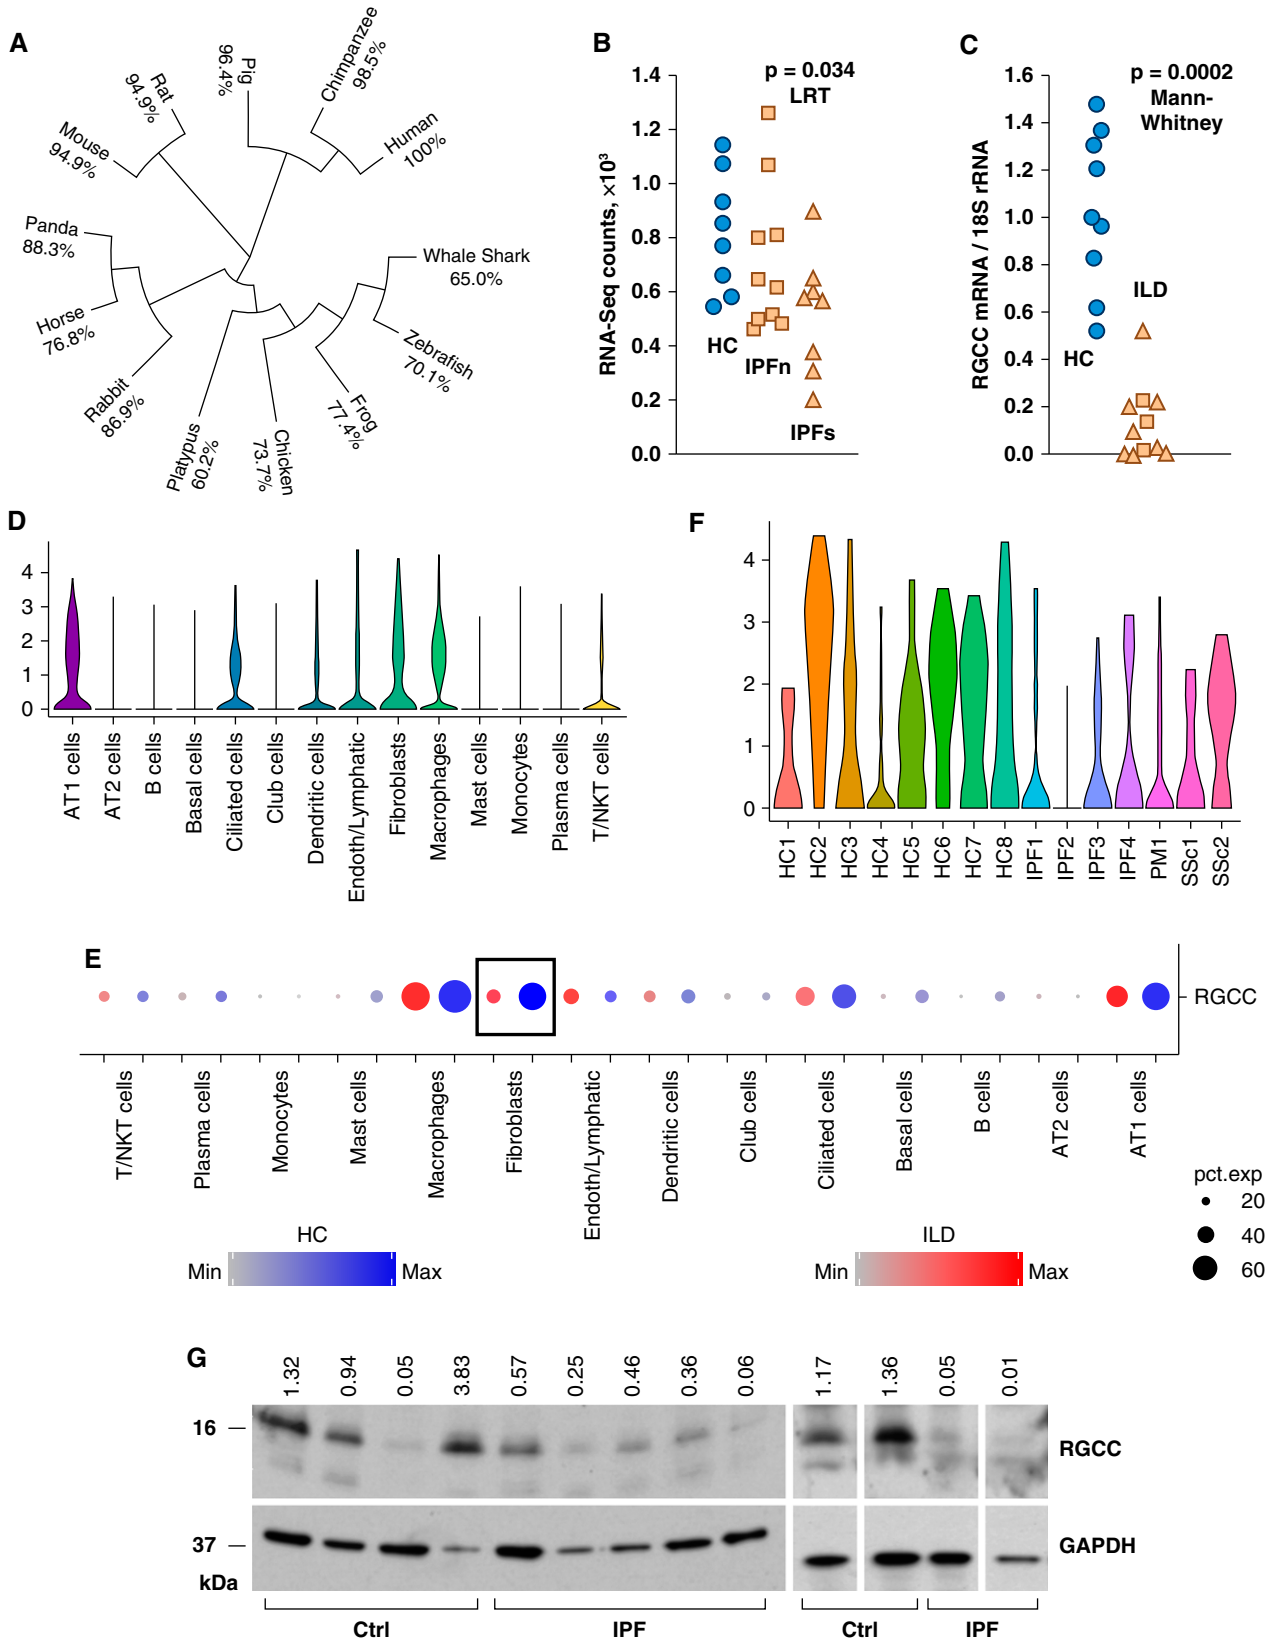 A
Mouse
94.9%
Rat
94.9%
Pig
96.4%
Chimpanzee
98.5%
Human
100%
Panda
88.3%
Horse
76.8%
Rabbit
86.9%
Platypus
60.2%
Chicken
73.7%
Frog
77.4%
Zebrafish
70.1%
Whale Shark
65.0%
B
RNA-Seq counts, ×10³
1.4
1.2
1.0
0.8
0.6
0.4
0.2
0.0
p = 0.034
LRT
HC
IPFn
IPFs
C
RGCC mRNA / 18S rRNA
1.6
1.4
1.2
1.0
0.8
0.6
0.4
0.2
0.0
p = 0.0002
Mann-
Whitney
ILD
HC
D
4
3
2
1
0
AT1 cells
AT2 cells
B cells
Basal cells
Ciliated cells
Club cells
Dendritic cells
Endoth/Lymphatic
Fibroblasts
Macrophages
Mast cells
Monocytes
Plasma cells
T/NKT cells
F
4
3
2
1
0
HC1
HC2
HC3
HC4
HC5
HC6
HC7
HC8
IPF1
IPF2
IPF3
IPF4
PM1
SSc1
SSc2
E
RGCC
T/NKT cells
Plasma cells
Monocytes
Mast cells
Macrophages
Fibroblasts
Endoth/Lymphatic
Dendritic cells
Club cells
Ciliated cells
Basal cells
B cells
AT2 cells
AT1 cells
HC
Min
Max
ILD
Min
Max
pct.exp
20
40
60
G
1.32
0.94
0.05
3.83
0.57
0.25
0.46
0.36
0.06
1.17
1.36
0.05
0.01
16
RGCC
37
GAPDH
kDa
Ctrl
IPF
Ctrl
IPF